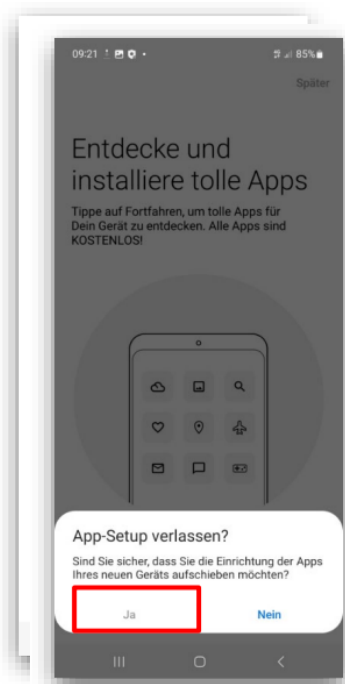 09:21
85%
Später
Entdecke und
installiere tolle Apps
Tippe auf Fortfahren, um tolle Apps für
Dein Gerät zu entdecken. Alle Apps sind
KOSTENLOS!
App-Setup verlassen?
Sind Sie sicher, dass Sie die Einrichtung der Apps
Ihres neuen Geräts aufschieben möchten?
Ja
Nein